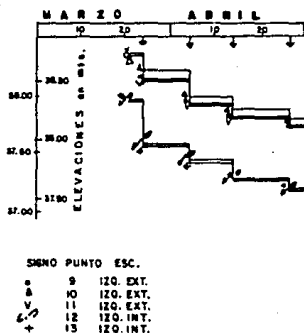 MARZO ABRIL
10 20 10 20
ELEVACIONES en mts.
38.50
38.00
38.00
37.50
37.50
37.00
SIGNO PUNTO ESC.
9 IZQ. EXT.
10 IZQ. EXT.
V 11 IZQ. EXT.
12 IZQ. INT.
+ 13 IZQ. INT.